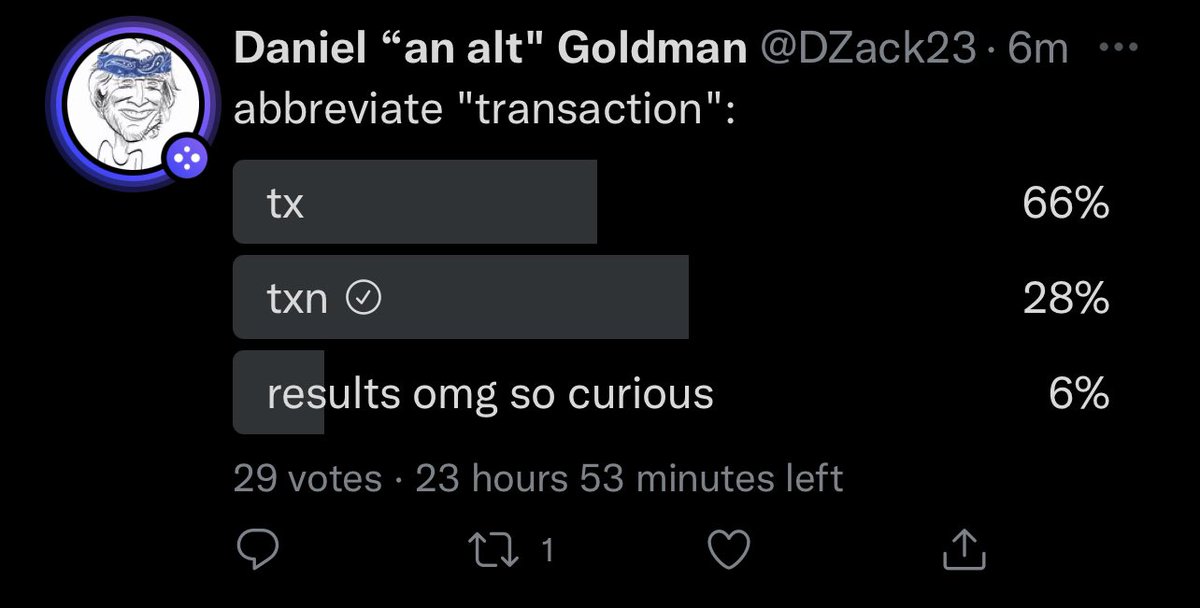 Daniel “an alt" Goldman @DZack23 · 6m
abbreviate "transaction":
tx 66%
txn 28%
results omg so curious 6%
29 votes · 23 hours 53 minutes left
1